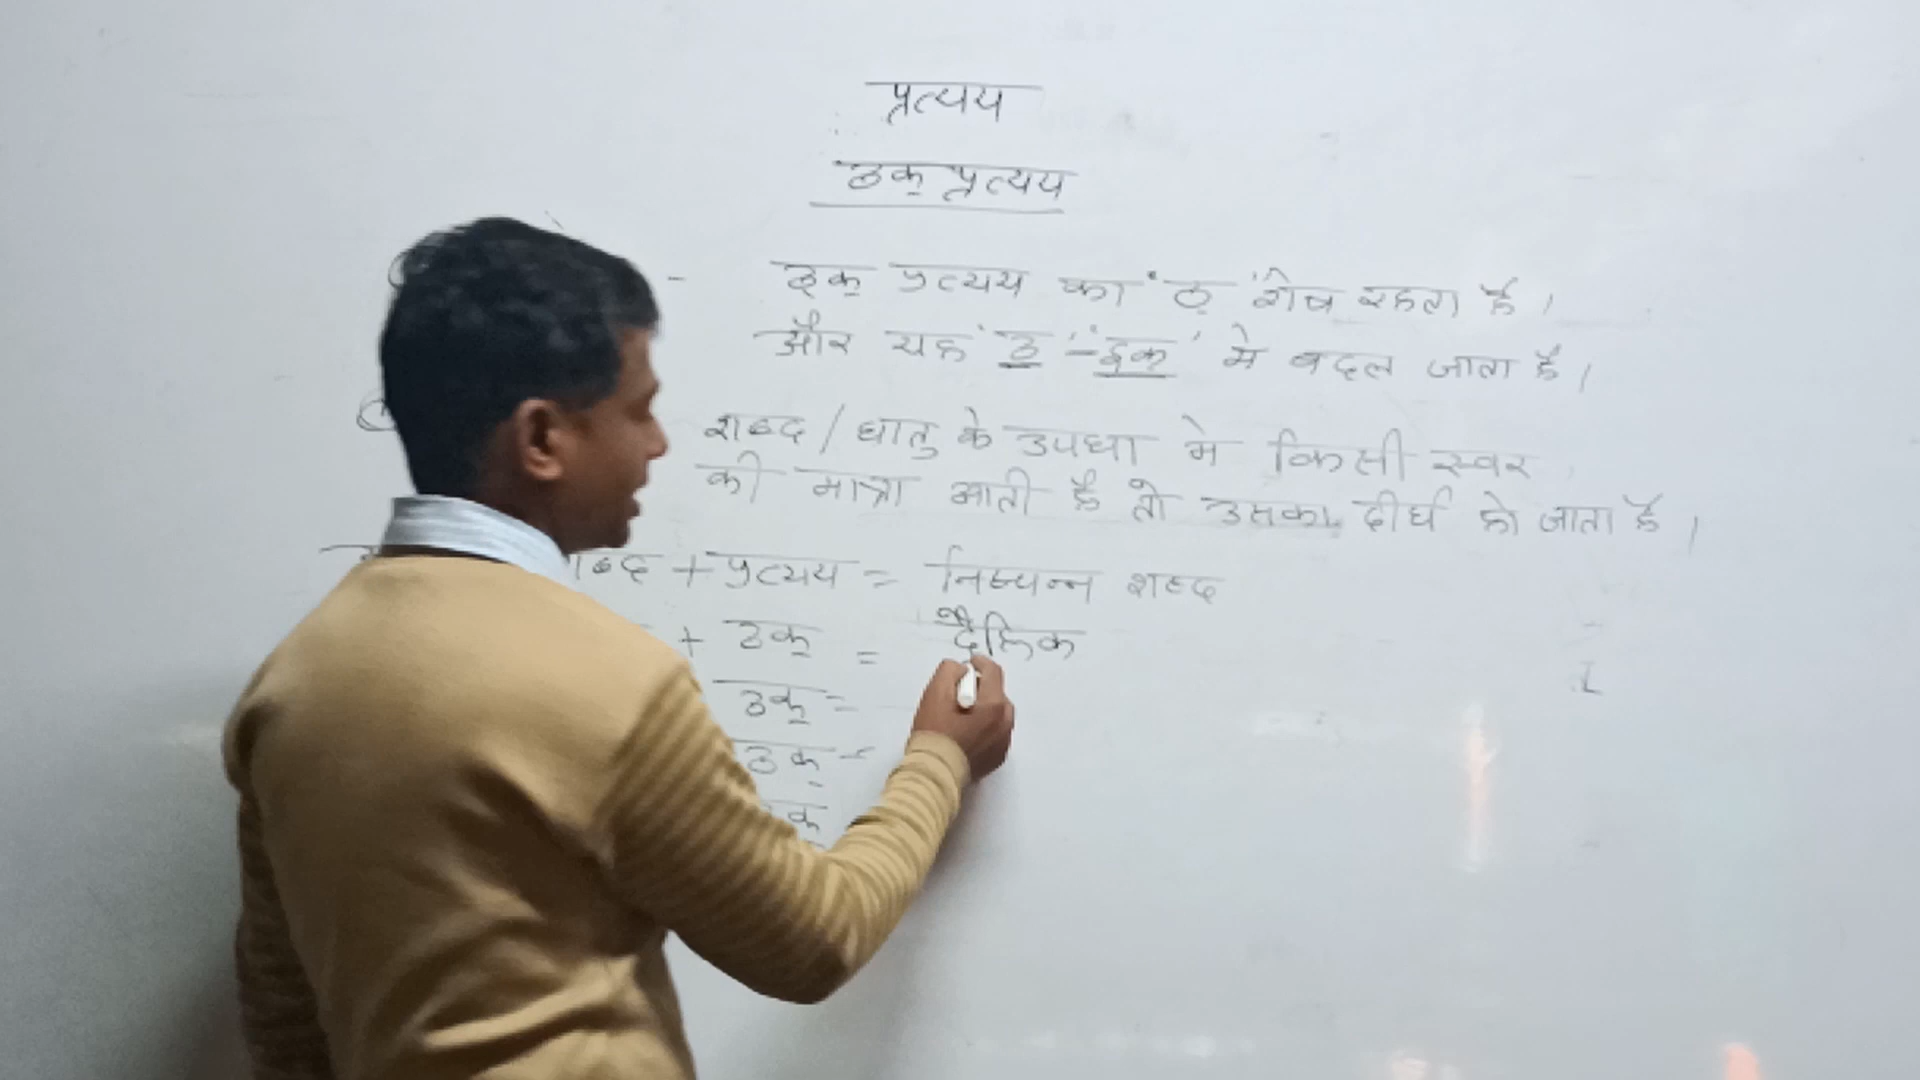 प्रत्यय
ठक् प्रत्यय
- ठक् प्रत्यय का 'ठ्' शेष रहता है।
और यह 'ठ' - 'इक' मे बदल जाता है।
शब्द / धातु के उपधा मे किसी स्वर
की मात्रा आती है तो उसका दीर्घ हो जाता है।
शब्द + प्रत्यय = निष्पन्न शब्द
+ ठक् =
ठक् =
ठक् -